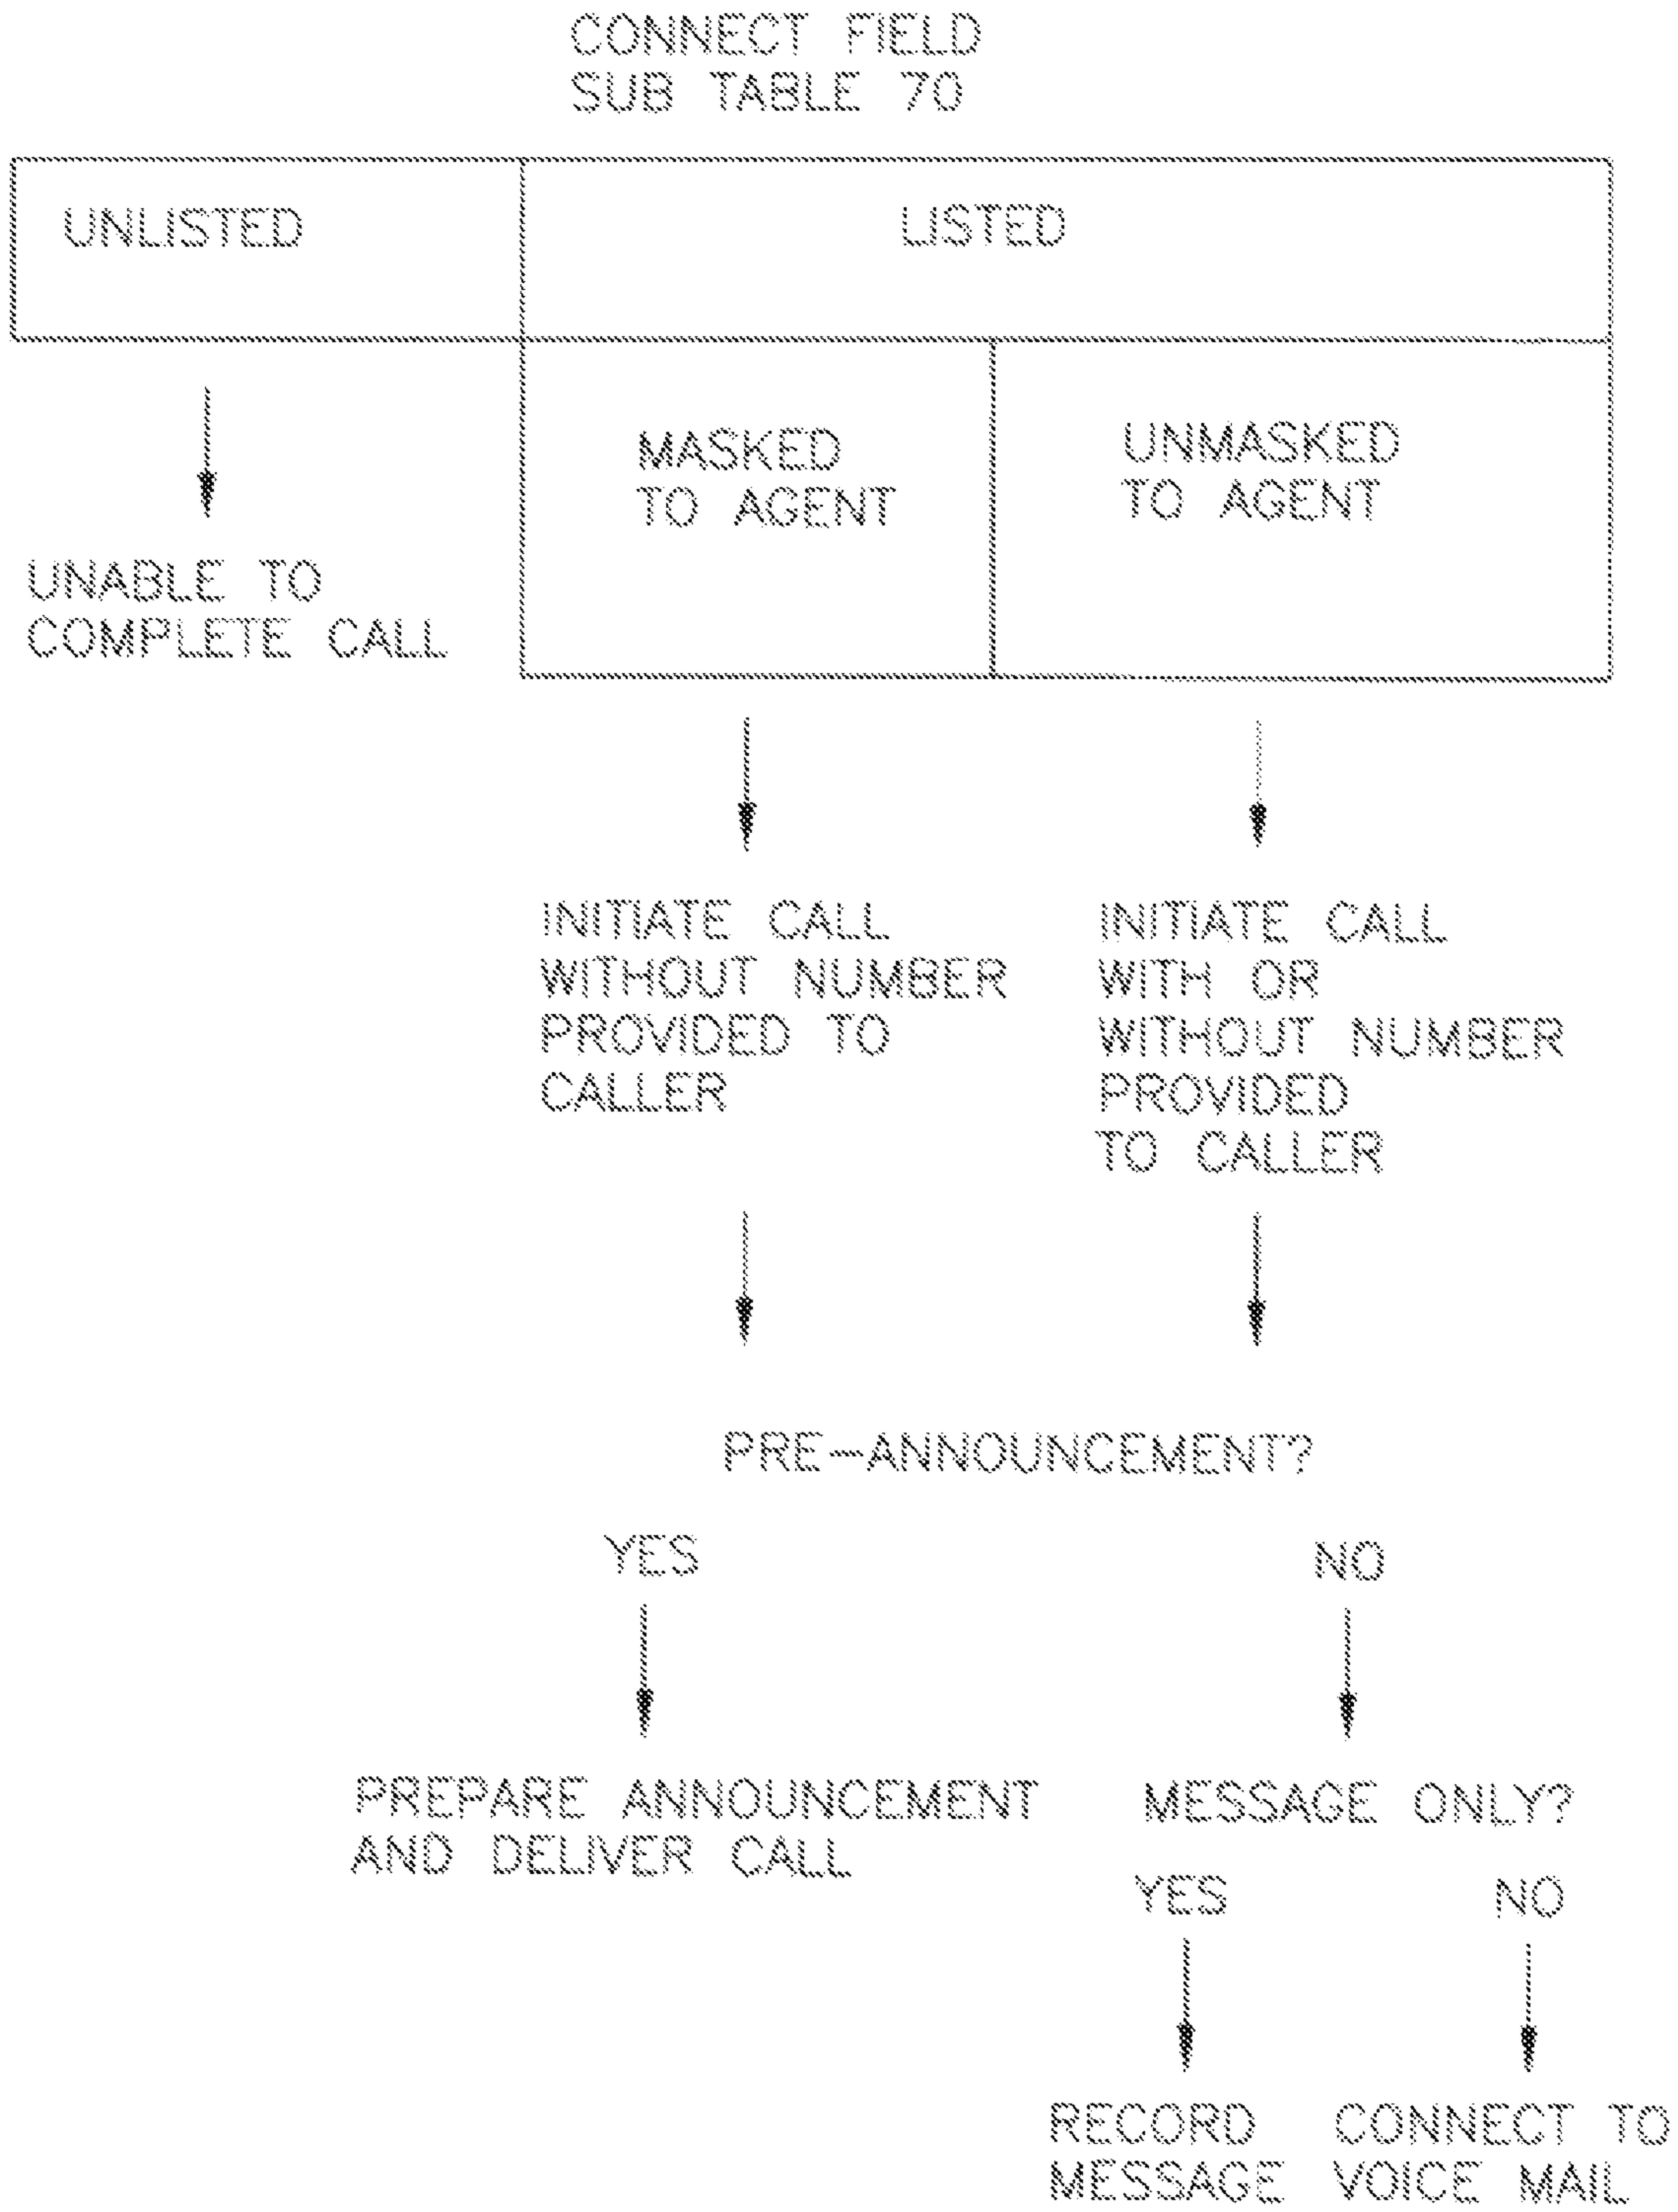 CONNECT FIELD
SUB TABLE 70
UNLISTED
LISTED
MASKED
TO AGENT
UNMASKED
TO AGENT
UNABLE TO
COMPLETE CALL
INITIATE CALL
WITHOUT NUMBER
PROVIDED TO
CALLER
INITIATE CALL
WITH OR
WITHOUT NUMBER
PROVIDED
TO CALLER
PRE-ANNOUNCEMENT?
YES
NO
PREPARE ANNOUNCEMENT
AND DELIVER CALL
MESSAGE ONLY?
YES
NO
RECORD
MESSAGE
CONNECT TO
VOICE MAIL